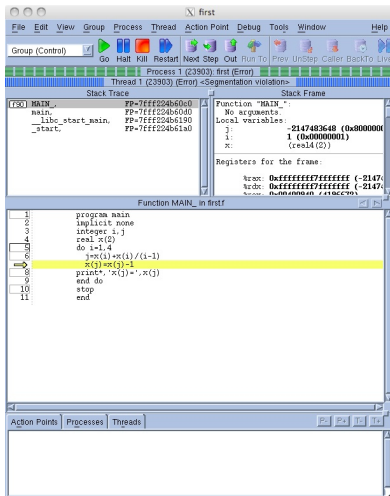 first
File Edit View Group Process Thread Action Point Debug Tools Window Help
Group (Control)
Go Halt Kill Restart Next Step Out Run To Prev UnStep Caller BackTo Live
Process 1 (23903): first (Error)
Thread 1 (23903) (Error) <Segmentation violation>
Stack Trace
f90 MAIN_, FP=7fff224b60c0
main, FP=7fff224b60d0
__libc_start_main, FP=7fff224b6190
_start, FP=7fff224b61a0
Stack Frame
Function "MAIN_":
No arguments.
Local variables:
j: -2147483648 (0x8000000
i: 1 (0x00000001)
x: (real4(2))
Registers for the frame:
%rax: 0xffffffff7fffffff (-2147
%rdx: 0xffffffff7fffffff (-2147
Function MAIN_ in first.f
1 program main
2 implicit none
3 integer i,j
4 real x(2)
5 do i=1,4
6 j=x(i)+x(i)/(i-1)
x(j)=x(j)-1
8 print*,'x(j)=',x(j)
9 end do
10 stop
11 end
Action Points Processes Threads P- P+ T- T+